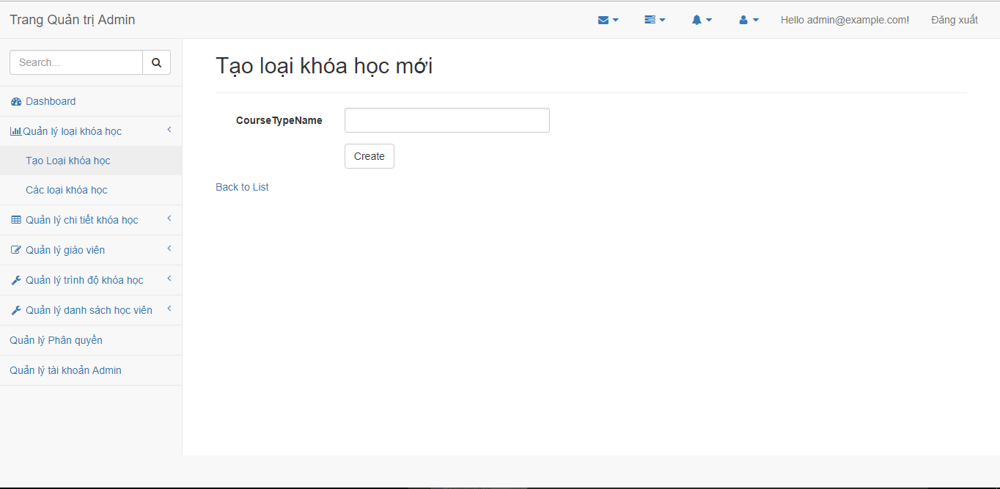 Trang Quản trị Admin
Hello admin@example.com!
Đăng xuất
Search...
Dashboard
Quản lý loại khóa học
Tạo Loại khóa học
Các loại khóa học
Quản lý chi tiết khóa học
Quản lý giáo viên
Quản lý trình độ khóa học
Quản lý danh sách học viên
Quản lý Phân quyền
Quản lý tài khoản Admin
Tạo loại khóa học mới
CourseTypeName
Create
Back to List